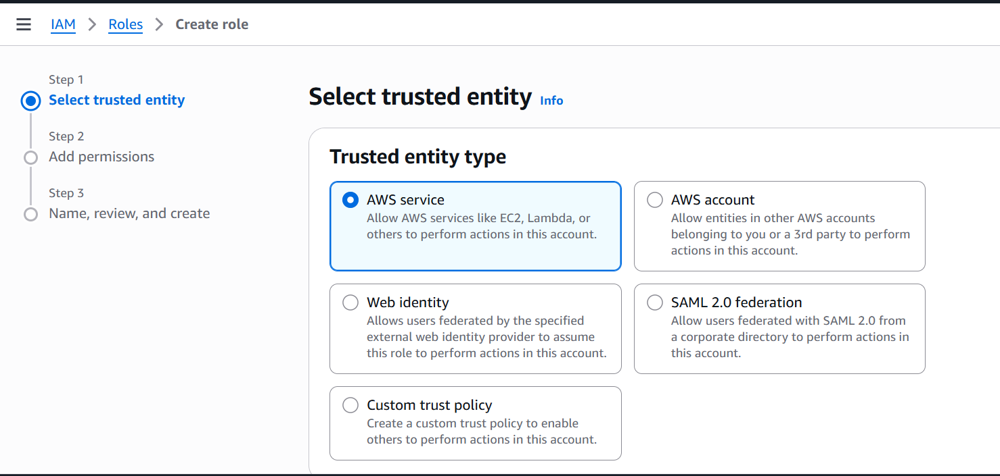 IAM > Roles > Create role
Step 1
Select trusted entity
Step 2
Add permissions
Step 3
Name, review, and create
Select trusted entity Info
Trusted entity type
AWS service
Allow AWS services like EC2, Lambda, or
others to perform actions in this account.
AWS account
Allow entities in other AWS accounts
belonging to you or a 3rd party to perform
actions in this account.
Web identity
Allows users federated by the specified
external web identity provider to assume
this role to perform actions in this account.
SAML 2.0 federation
Allow users federated with SAML 2.0 from
a corporate directory to perform actions in
this account.
Custom trust policy
Create a custom trust policy to enable
others to perform actions in this account.